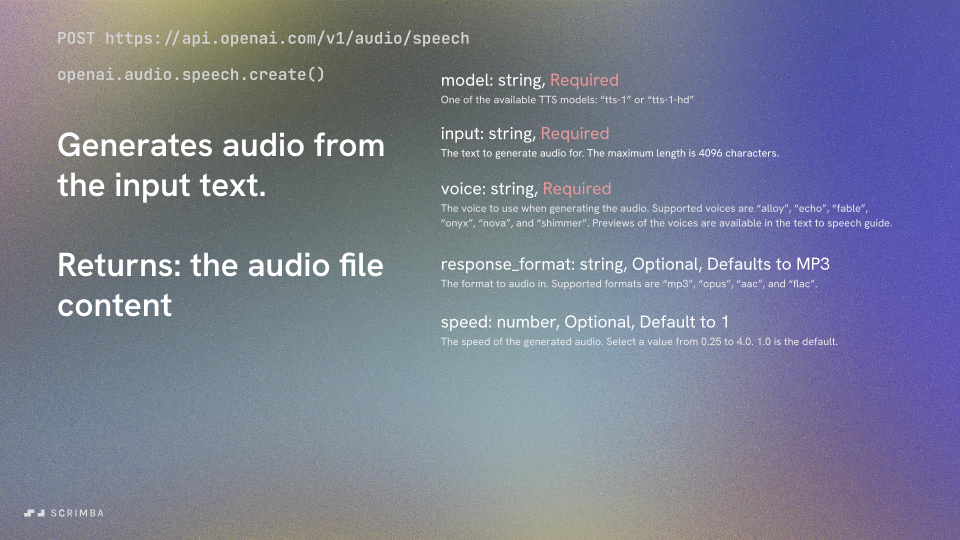 POST https://api.openai.com/v1/audio/speech
openai.audio.speech.create()
Generates audio from
the input text.
Returns: the audio file
content
model: string, Required
One of the available TTS models: “tts-1” or “tts-1-hd”
input: string, Required
The text to generate audio for. The maximum length is 4096 characters.
voice: string, Required
The voice to use when generating the audio. Supported voices are “alloy”, “echo”, “fable”,
“onyx”, “nova”, and “shimmer”. Previews of the voices are available in the text to speech guide.
response_format: string, Optional, Defaults to MP3
The format to audio in. Supported formats are “mp3”, “opus”, “aac”, and “flac”.
speed: number, Optional, Default to 1
The speed of the generated audio. Select a value from 0.25 to 4.0. 1.0 is the default.
SCRIMBA